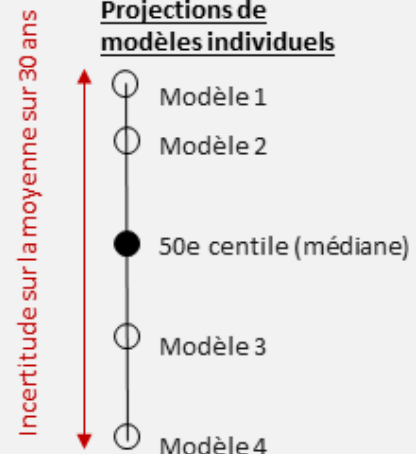 Projections de
modèles individuels
Incertitude sur la moyenne sur 30 ans
Modèle 1
Modèle 2
50e centile (médiane)
Modèle 3
Modèle 4